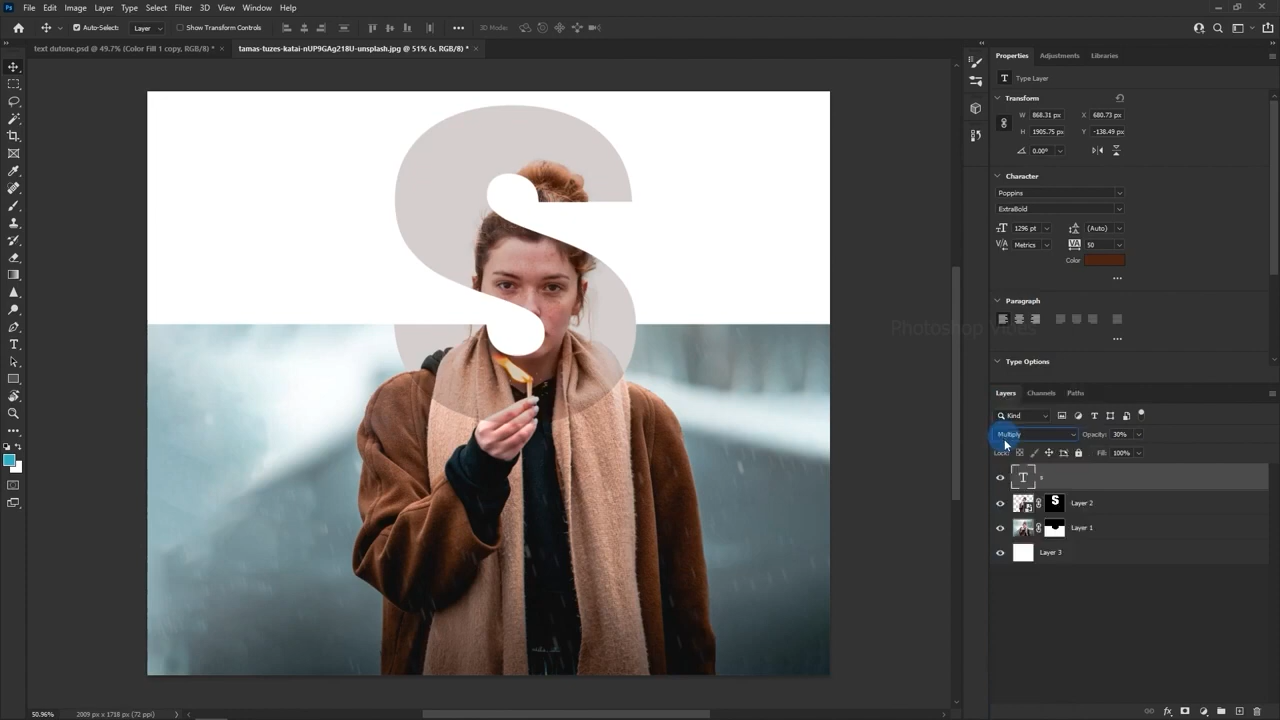 File Edit Image Layer Type Select Filter 3D View Window Help
Auto-Select: Layer Show Transform Controls 3D Mode:
text dutone.psd @ 49.7% (Color Fill 1 copy, RGB/8) * tamas-tuzes-katai-nUP9GAg218U-unsplash.jpg @ 51% (s, RGB/8) *
Properties Adjustments Libraries
Type Layer
Transform
W 868.31 px X 680.73 px
H 1905.75 px Y -138.49 px
0.00°
Character
Poppins
ExtraBold
1296 pt (Auto)
Metrics 50
Color
Paragraph
Photoshop Vibes
Type Options
Layers Channels Paths
Kind
Multiply Opacity: 30%
Lock: Fill: 100%
s
Layer 2
Layer 1
Layer 3
S
50.96% 2009 px x 1718 px (72 ppi)